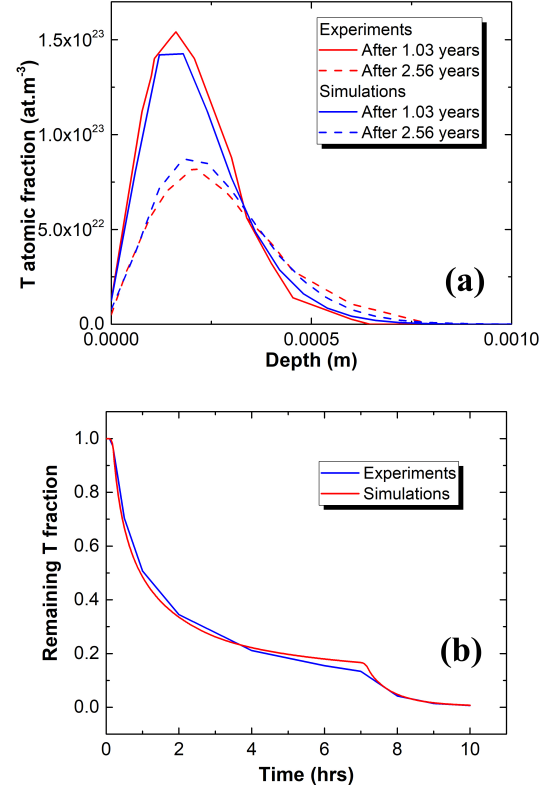 1.5x10²³
1.0x10²³
5.0x10²²
0.0
T atomic fraction (at.m⁻³)
Experiments
After 1.03 years
After 2.56 years
Simulations
After 1.03 years
After 2.56 years
(a)
0.0000
0.0005
0.0010
Depth (m)
1.0
0.8
0.6
0.4
0.2
0.0
Remaining T fraction
Experiments
Simulations
(b)
0
2
4
6
8
10
Time (hrs)